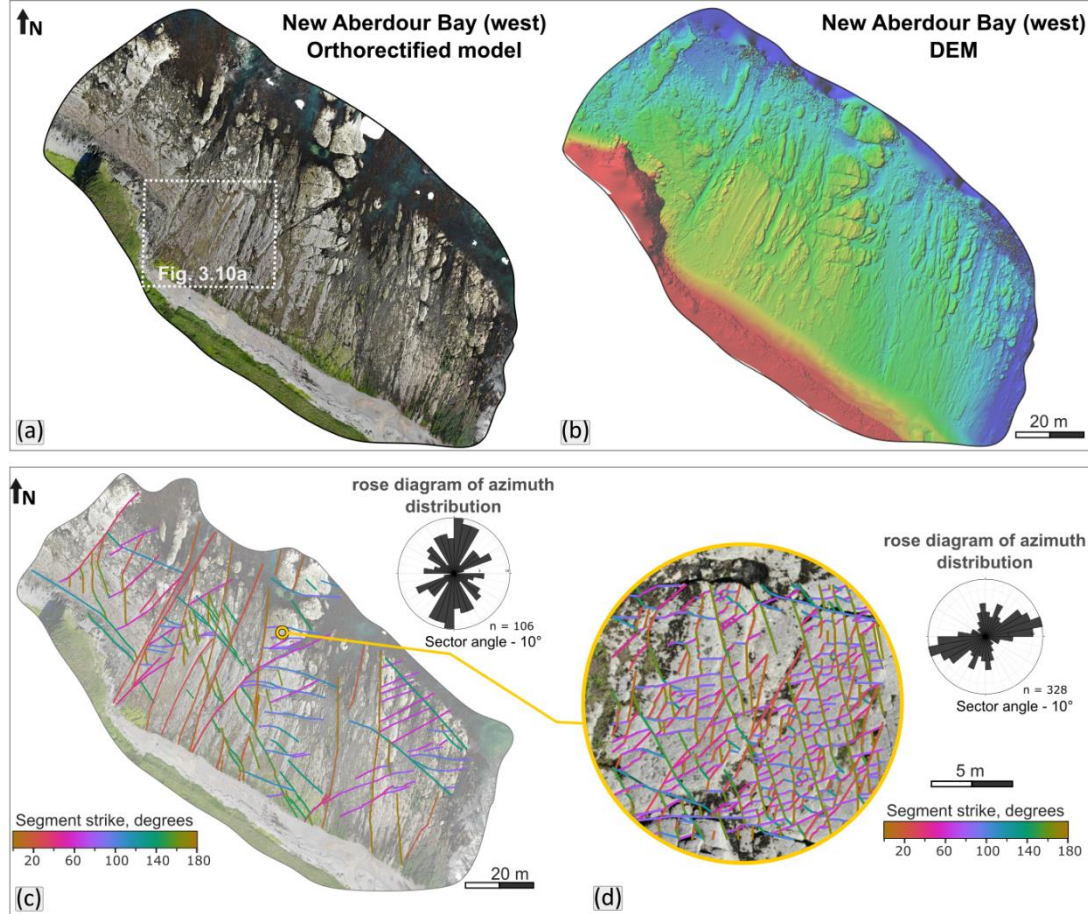 N
New Aberdour Bay (west)
Orthorectified model
New Aberdour Bay (west)
DEM
Fig. 3.10a
(a)
(b)
20 m
N
rose diagram of azimuth
distribution
n = 106
Sector angle - 10°
rose diagram of azimuth
distribution
n = 328
Sector angle - 10°
5 m
Segment strike, degrees
20 60 100 140 180
20 m
(c)
Segment strike, degrees
20 60 100 140 180
(d)